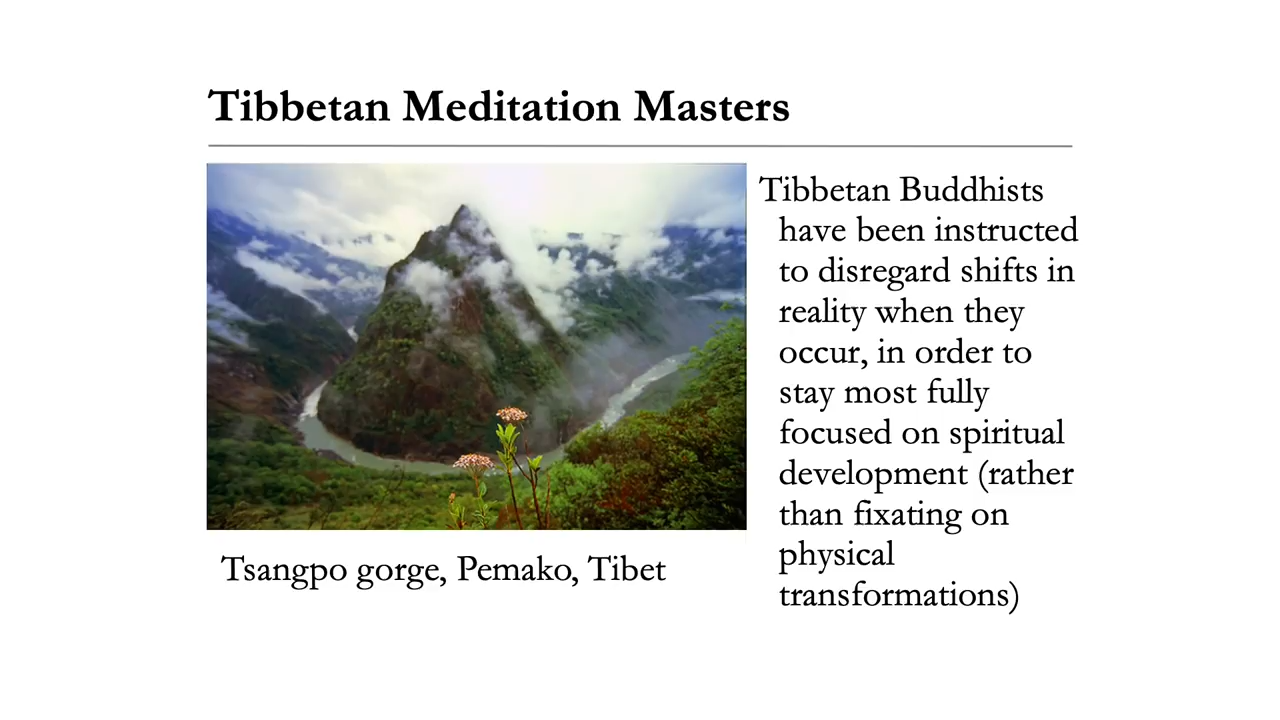 Tibbetan Meditation Masters
Tibbetan Buddhists
have been instructed
to disregard shifts in
reality when they
occur, in order to
stay most fully
focused on spiritual
development (rather
than fixating on
physical
transformations)
Tsangpo gorge, Pemako, Tibet